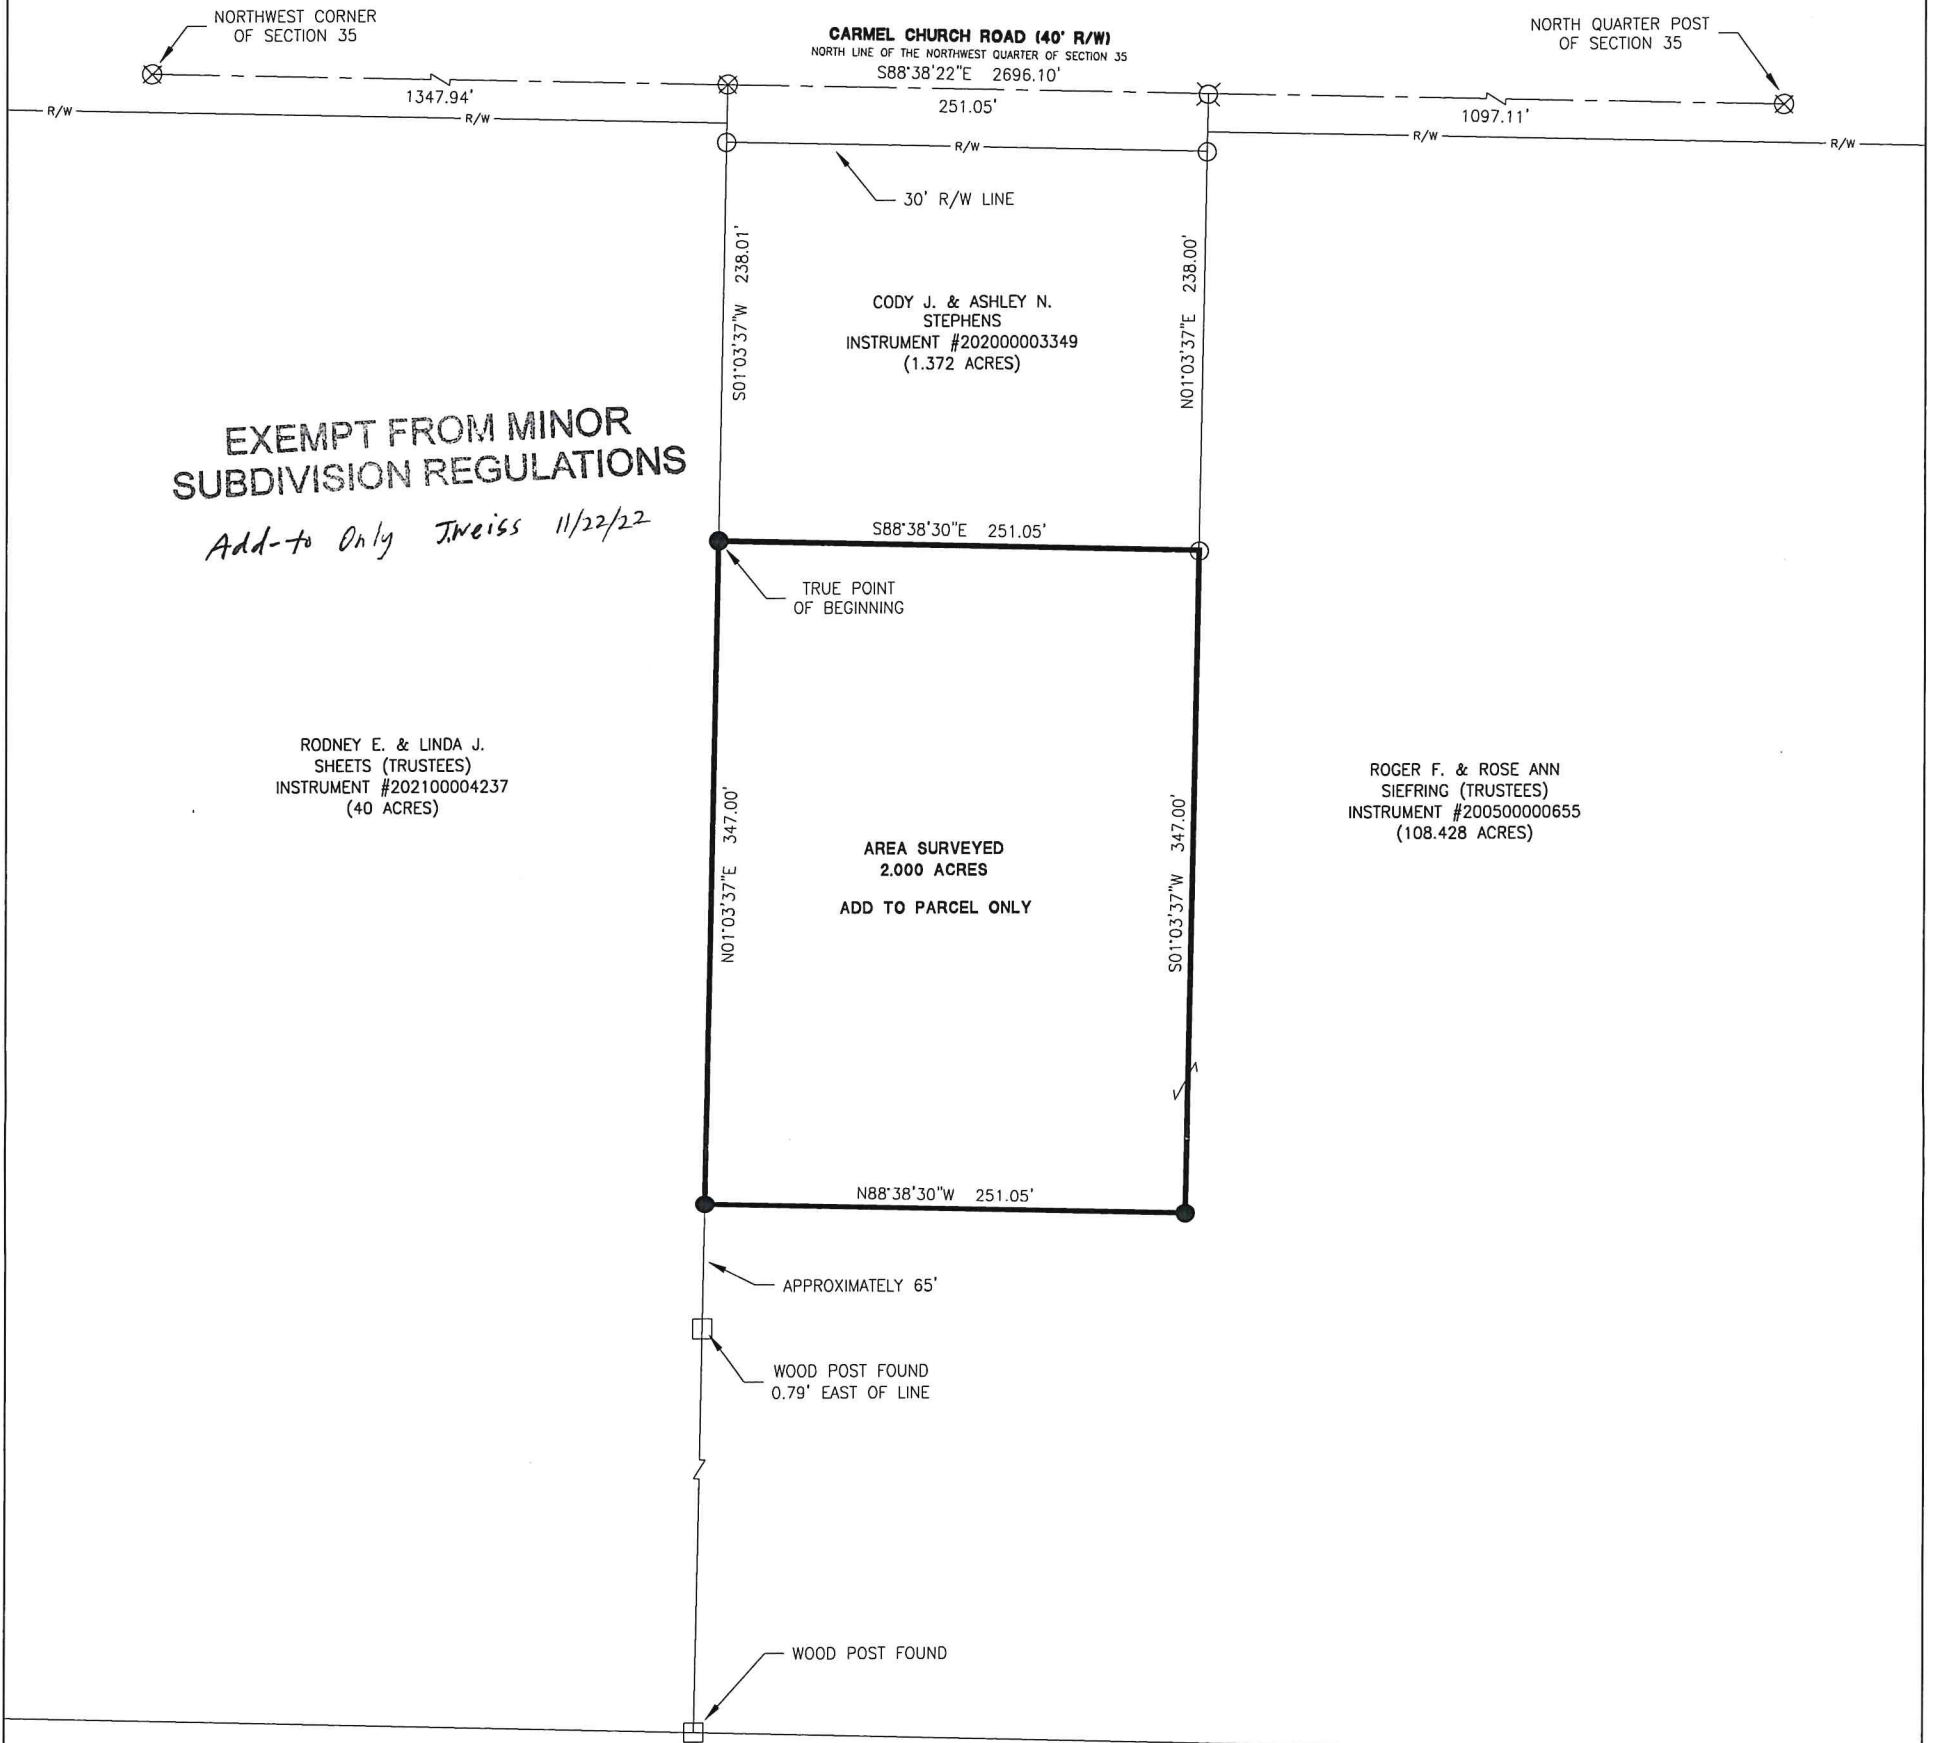 NORTHWEST CORNER
OF SECTION 35
CARMEL CHURCH ROAD (40' R/W)
NORTH LINE OF THE NORTHWEST QUARTER OF SECTION 35
S88°38'22"E 2696.10'
NORTH QUARTER POST
OF SECTION 35
1347.94'
251.05'
1097.11'
R/W
R/W
R/W
R/W
R/W
30' R/W LINE
S01°03'37"W 238.01'
N01°03'37"E 238.00'
CODY J. & ASHLEY N.
STEPHENS
INSTRUMENT #202000003349
(1.372 ACRES)
EXEMPT FROM MINOR
SUBDIVISION REGULATIONS
Add-to Only J.Weiss 11/22/22
S88°38'30"E 251.05'
TRUE POINT
OF BEGINNING
RODNEY E. & LINDA J.
SHEETS (TRUSTEES)
INSTRUMENT #202100004237
(40 ACRES)
N01°03'37"E 347.00'
AREA SURVEYED
2.000 ACRES
ADD TO PARCEL ONLY
S01°03'37"W 347.00'
ROGER F. & ROSE ANN
SIEFRING (TRUSTEES)
INSTRUMENT #200500000655
(108.428 ACRES)
N88°38'30"W 251.05'
APPROXIMATELY 65'
WOOD POST FOUND
0.79' EAST OF LINE
WOOD POST FOUND